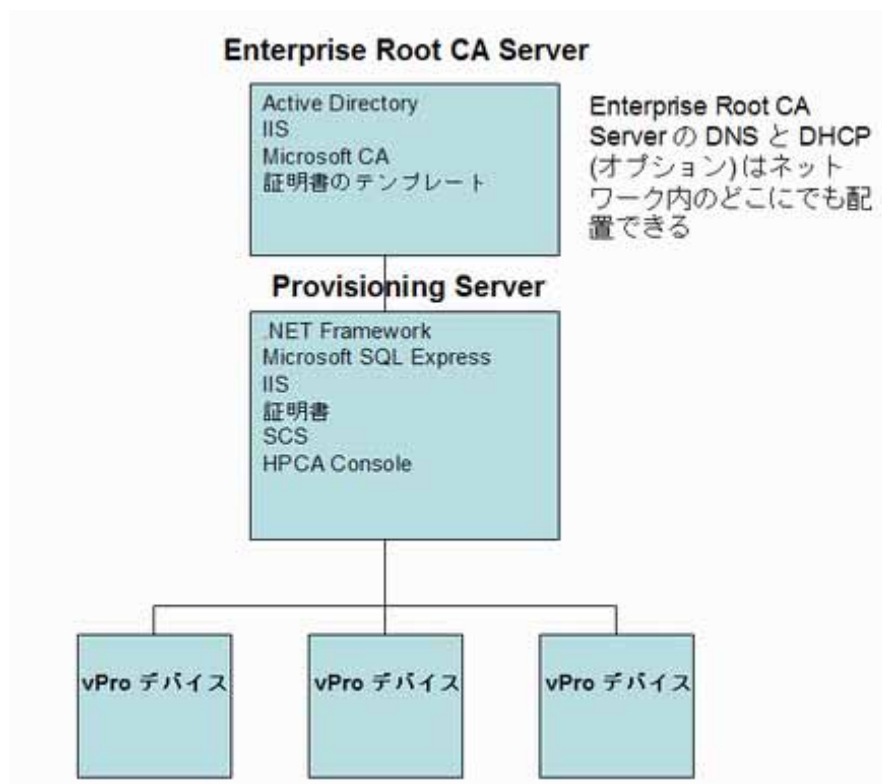 Enterprise Root CA Server
Active Directory
IIS
Microsoft CA
証明書のテンプレート
Enterprise Root CA
Server の DNS と DHCP
(オプション) はネット
ワーク内のどこにでも配
置できる
Provisioning Server
.NET Framework
Microsoft SQL Express
IIS
証明書
SCS
HPCA Console
vPro デバイス
vPro デバイス
vPro デバイス